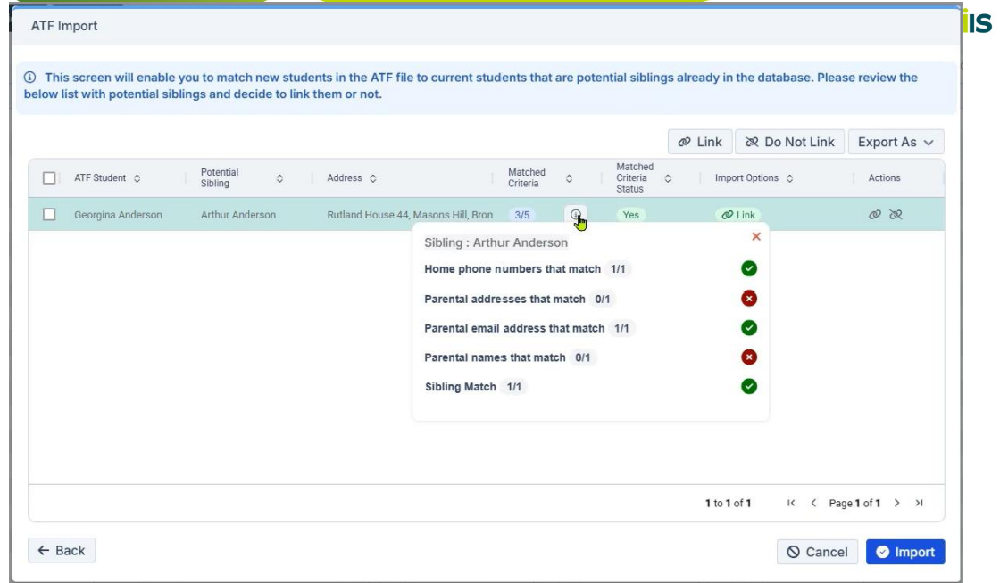 ATF Import
IS
This screen will enable you to match new students in the ATF file to current students that are potential siblings already in the database. Please review the
below list with potential siblings and decide to link them or not.
Link
Do Not Link
Export As
ATF Student
Potential
Sibling
Address
Matched
Criteria
Matched
Criteria
Status
Import Options
Actions
Georgina Anderson
Arthur Anderson
Rutland House 44, Masons Hill, Bron
3/5
Yes
Link
Sibling : Arthur Anderson
Home phone numbers that match 1/1
Parental addresses that match 0/1
Parental email address that match 1/1
Parental names that match 0/1
Sibling Match 1/1
1 to 1 of 1
Page 1 of 1
Back
Cancel
Import